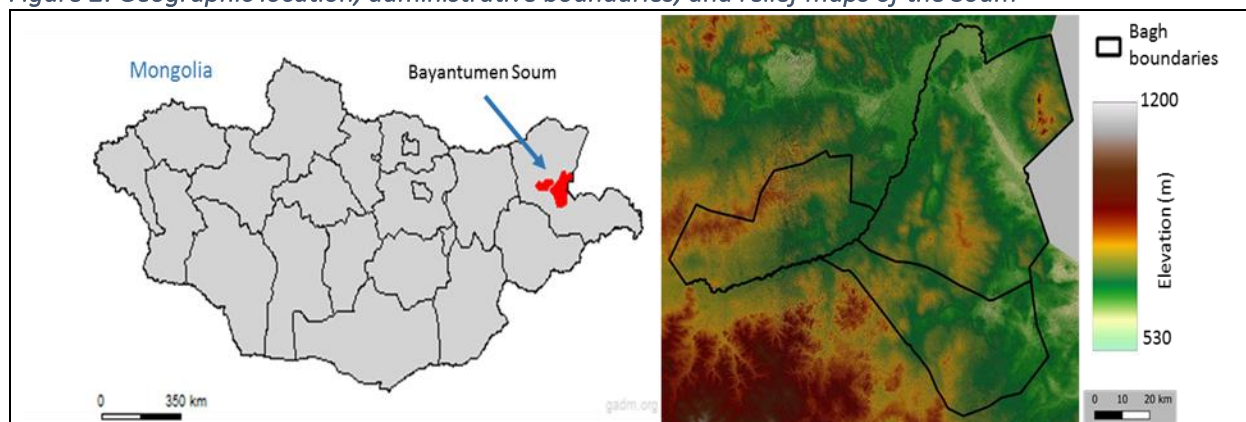 Figure Geographic location, administrative boundaries, and relief maps of the Soum
Mongolia
Bayantumen Soum
0 350 km
gadm.org
Bagh
boundaries
1200
Elevation (m)
530
0 10 20 km